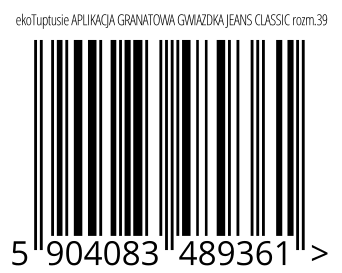 ekoTuptusie APLIKACJA GRANATOWA GWIAZDKA JEANS CLASSIC rozm.39
5 904083 489361 >